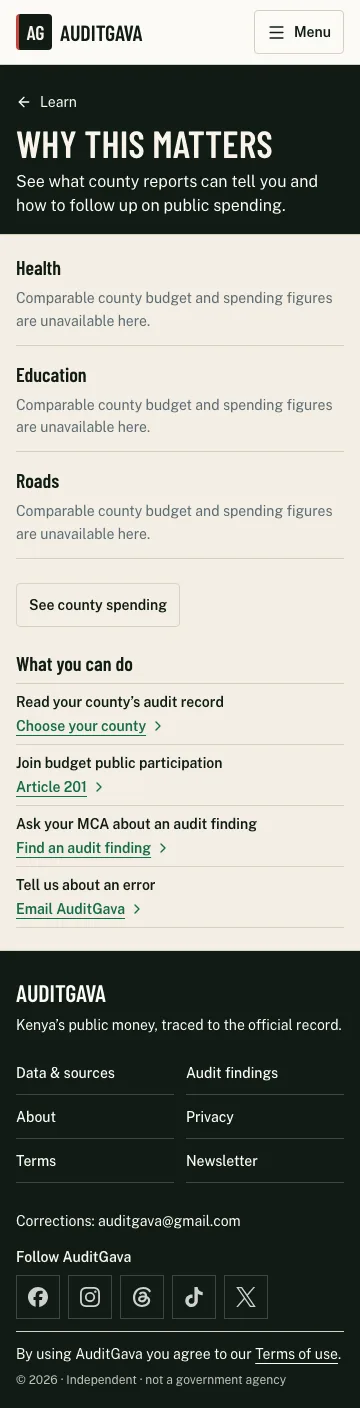 AG AUDITGAVA
Menu
Learn
WHY THIS MATTERS
See what county reports can tell you and
how to follow up on public spending.
Health
Comparable county budget and spending figures
are unavailable here.
Education
Comparable county budget and spending figures
are unavailable here.
Roads
Comparable county budget and spending figures
are unavailable here.
See county spending
What you can do
Read your county’s audit record
Choose your county
Join budget public participation
Article 201
Ask your MCA about an audit finding
Find an audit finding
Tell us about an error
Email AuditGava
AUDITGAVA
Kenya’s public money, traced to the official record.
Data & sources
Audit findings
About
Privacy
Terms
Newsletter
Corrections: auditgava@gmail.com
Follow AuditGava
By using AuditGava you agree to our Terms of use.
© 2026 · Independent · not a government agency